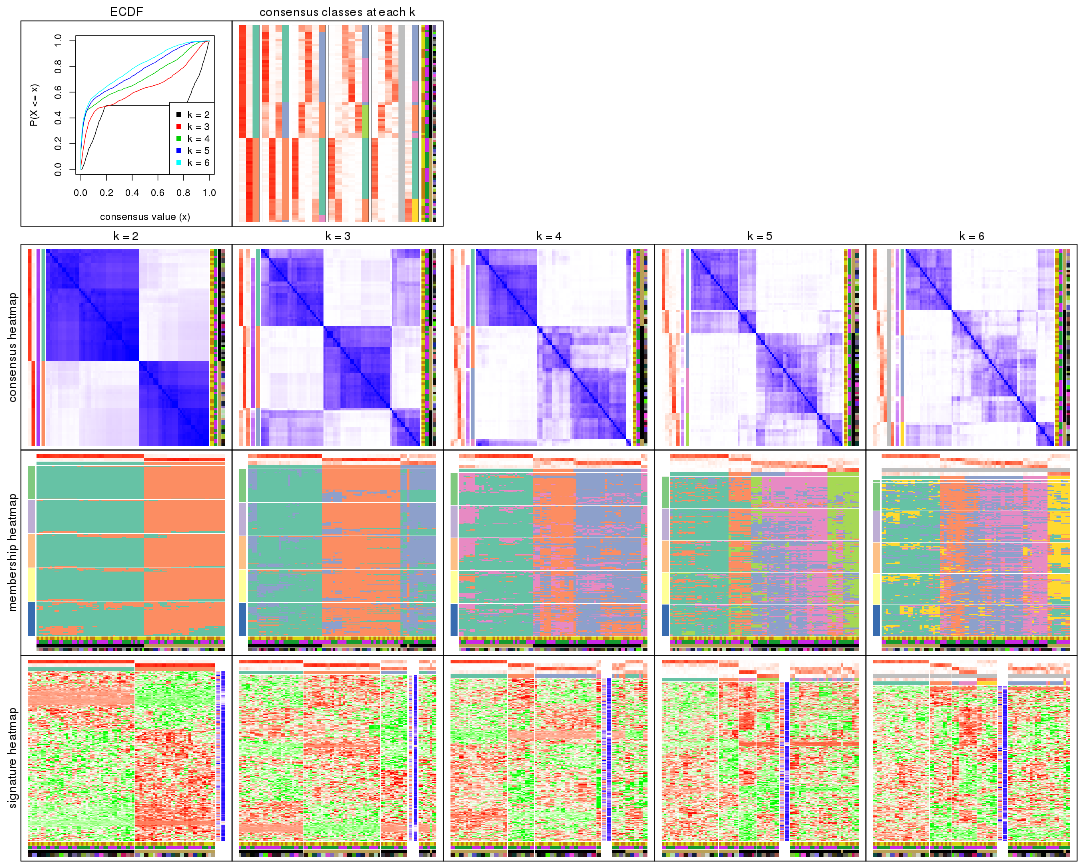 ECDF
consensus classes at each k
P(X <= x)
1.0
0.8
0.6
0.4
0.2
0.0
k = 2
k = 3
k = 4
k = 5
k = 6
0.0 0.2 0.4 0.6 0.8 1.0
consensus value (x)
k = 2
k = 3
k = 4
k = 5
k = 6
consensus heatmap
membership heatmap
signature heatmap